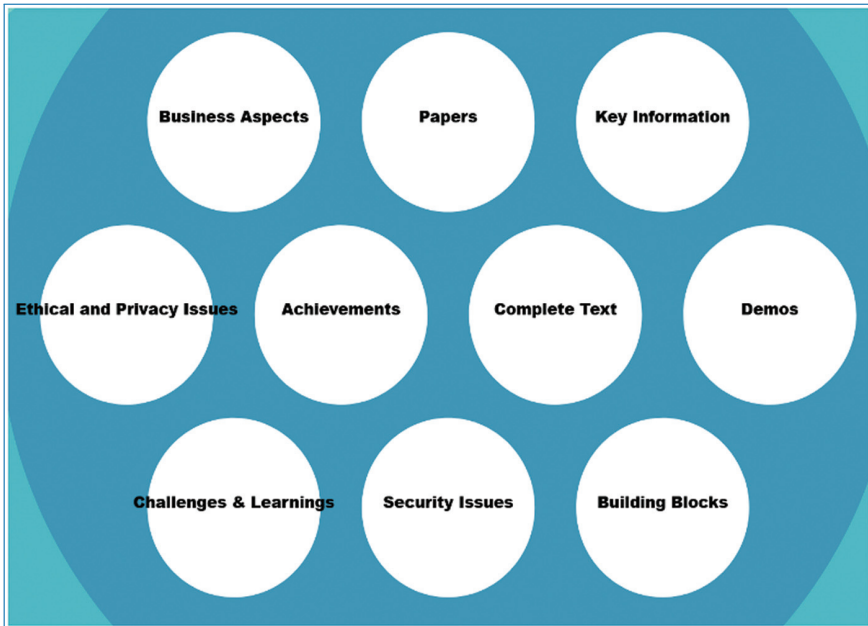 Business Aspects
Papers
Key Information
Ethical and Privacy Issues
Achievements
Complete Text
Demos
Challenges & Learnings
Security Issues
Building Blocks